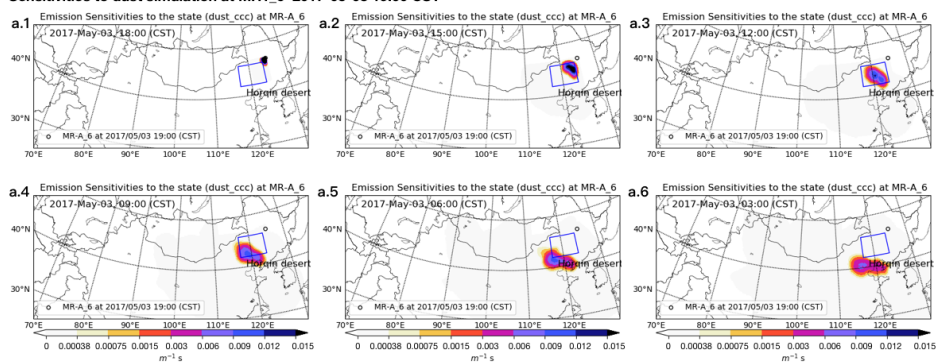 a.1 Emission Sensitivities to the state (dust_ccc) at MR-A_6
2017-May-03, 18:00 (CST)
40°N
30°N
Horqin desert
MR-A_6 at 2017/05/03 19:00 (CST)
70°E 80°E 90°E 100°E 110°E 120°E
a.2 Emission Sensitivities to the state (dust_ccc) at MR-A_6
2017-May-03, 15:00 (CST)
40°N
30°N
Horqin desert
MR-A_6 at 2017/05/03 19:00 (CST)
70°E 80°E 90°E 100°E 110°E 120°E
a.3 Emission Sensitivities to the state (dust_ccc) at MR-A_6
2017-May-03, 12:00 (CST)
40°N
30°N
Horqin desert
MR-A_6 at 2017/05/03 19:00 (CST)
70°E 80°E 90°E 100°E 110°E 120°E
a.4 Emission Sensitivities to the state (dust_ccc) at MR-A_6
2017-May-03, 09:00 (CST)
40°N
30°N
Horqin desert
MR-A_6 at 2017/05/03 19:00 (CST)
70°E 80°E 90°E 100°E 110°E 120°E
0 0.00038 0.00075 0.0015 0.003 0.006 0.009 0.012 0.015
m⁻¹ s
a.5 Emission Sensitivities to the state (dust_ccc) at MR-A_6
2017-May-03, 06:00 (CST)
40°N
30°N
Horqin desert
MR-A_6 at 2017/05/03 19:00 (CST)
70°E 80°E 90°E 100°E 110°E 120°E
0 0.00038 0.00075 0.0015 0.003 0.006 0.009 0.012 0.015
m⁻¹ s
a.6 Emission Sensitivities to the state (dust_ccc) at MR-A_6
2017-May-03, 03:00 (CST)
40°N
30°N
Horqin desert
MR-A_6 at 2017/05/03 19:00 (CST)
70°E 80°E 90°E 100°E 110°E 120°E
0 0.00038 0.00075 0.0015 0.003 0.006 0.009 0.012 0.015
m⁻¹ s